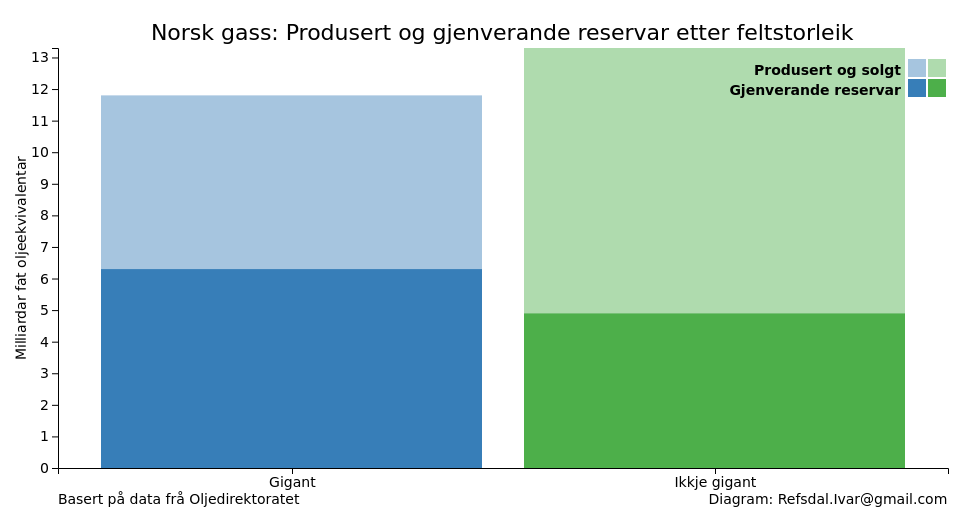 Norsk gass: Produsert og gjenverande reservar etter feltstorleik
Produsert og solgt
Gjenverande reservar
Milliardar fat oljeekvivalentar
13
12
11
10
9
8
7
6
5
4
3
2
1
0
Gigant
Ikkje gigant
Basert på data frå Oljedirektoratet
Diagram: Refsdal.Ivar@gmail.com